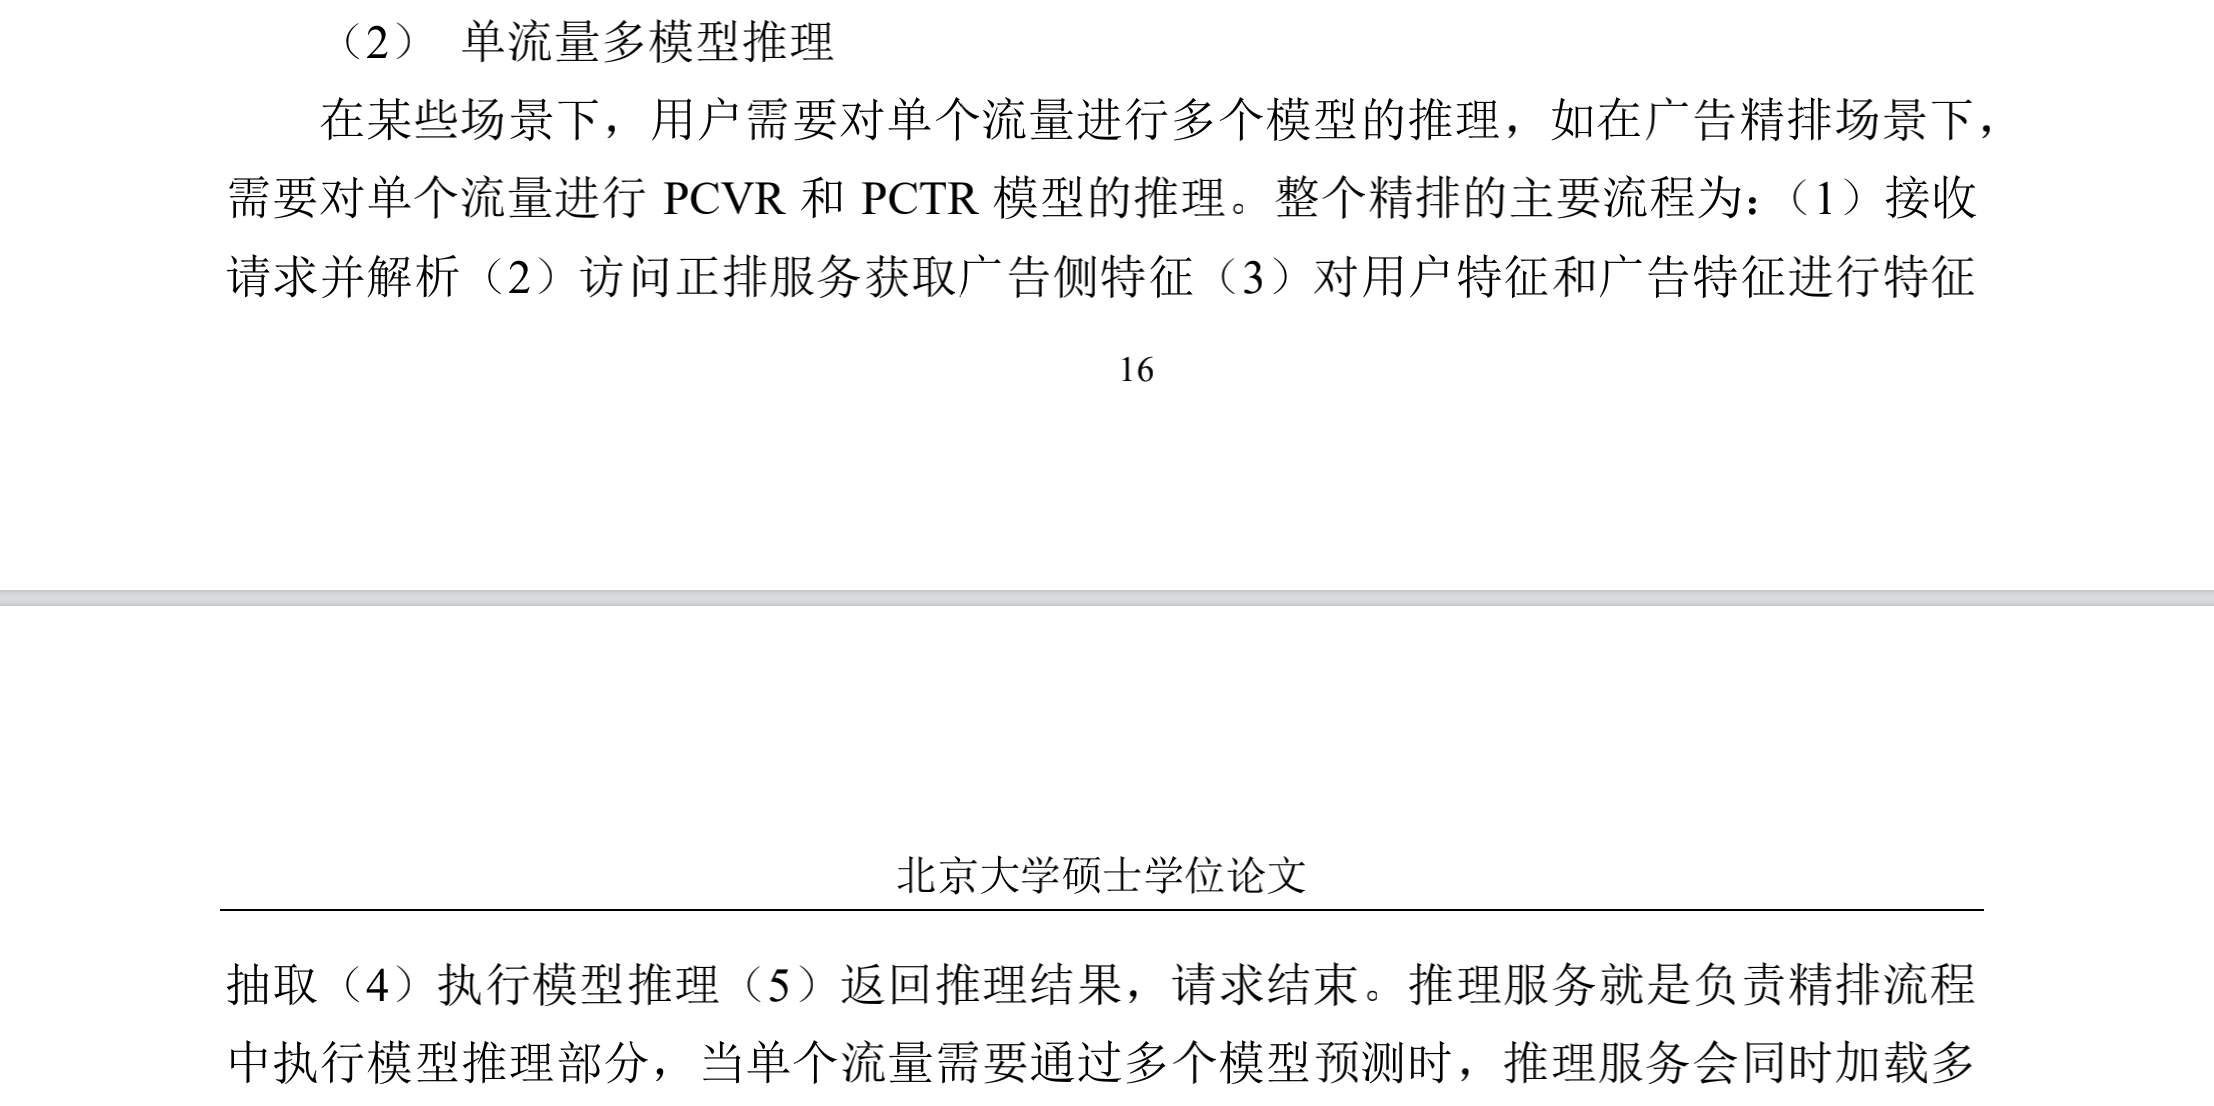 （2） 单流量多模型推理
在某些场景下，用户需要对单个流量进行多个模型的推理，如在广告精排场景下，
需要对单个流量进行 PCVR 和 PCTR 模型的推理。整个精排的主要流程为：（1）接收
请求并解析（2）访问正排服务获取广告侧特征（3）对用户特征和广告特征进行特征
16
北京大学硕士学位论文
抽取（4）执行模型推理（5）返回推理结果，请求结束。推理服务就是负责精排流程
中执行模型推理部分，当单个流量需要通过多个模型预测时，推理服务会同时加载多